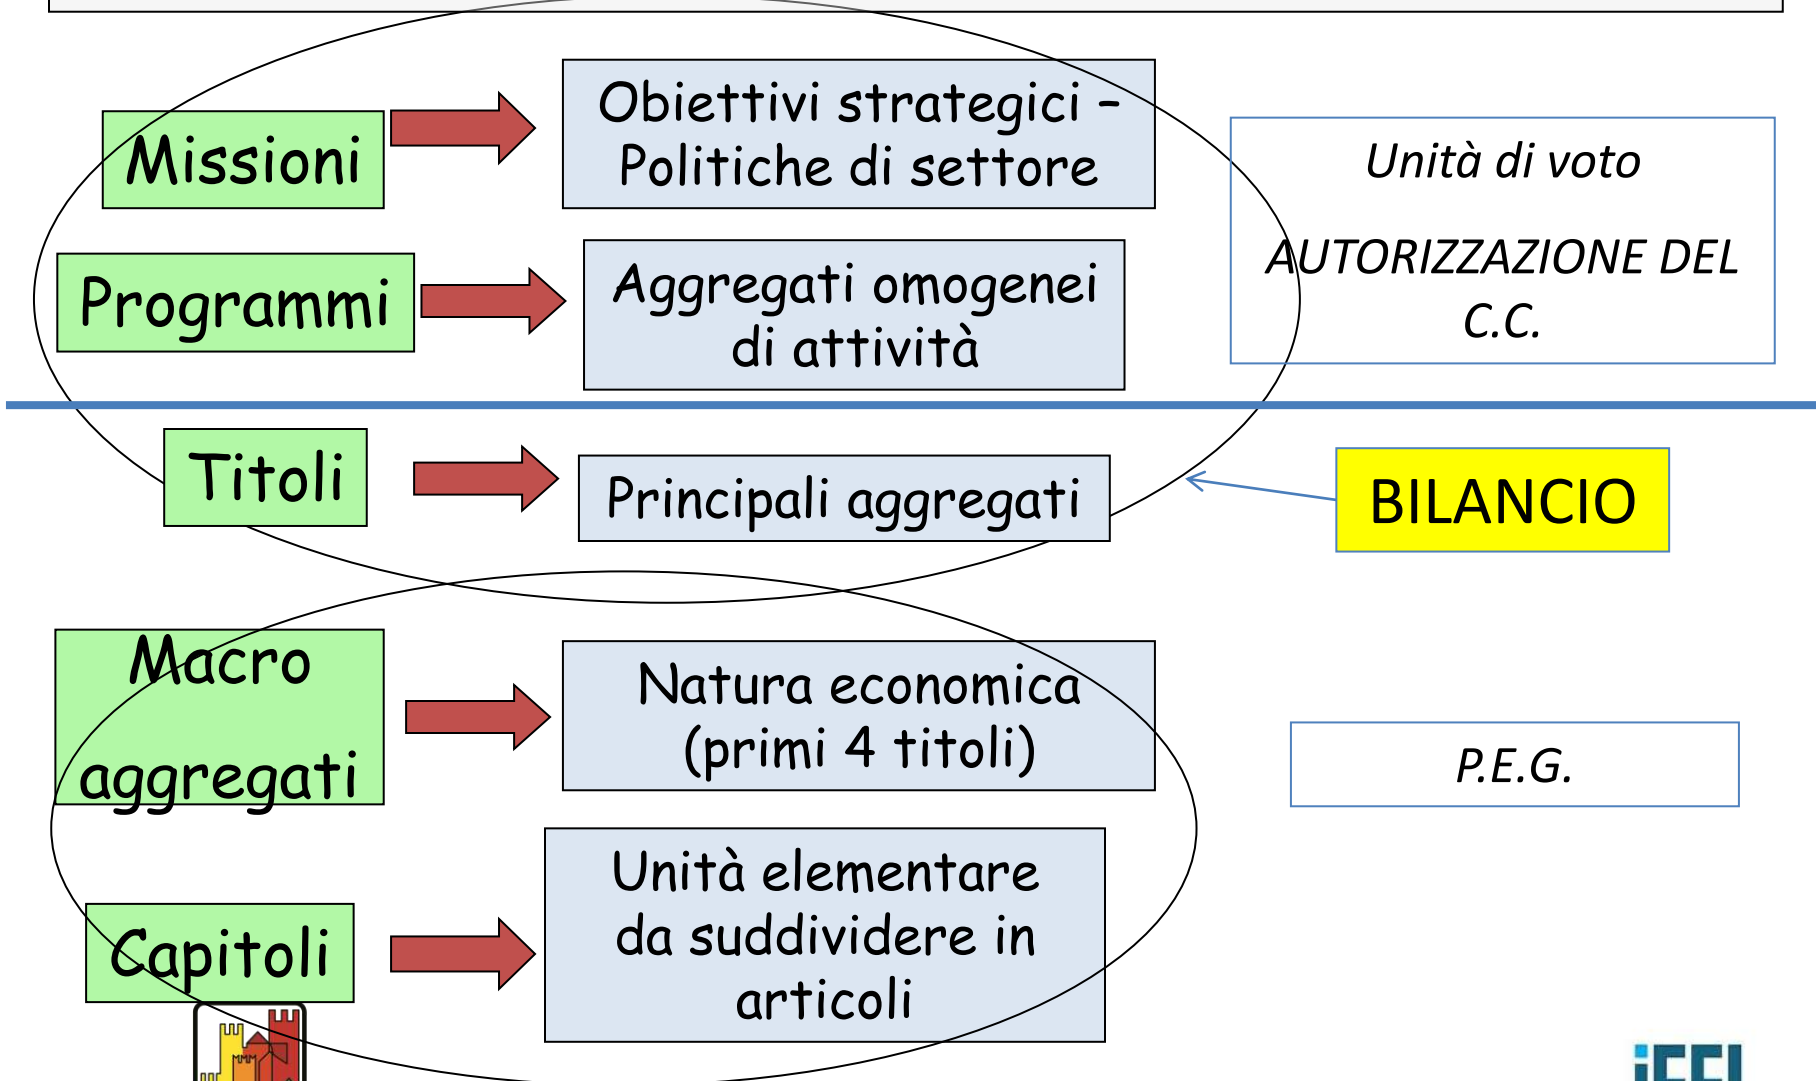 Missioni
Obiettivi strategici –
Politiche di settore
Unità di voto
AUTORIZZAZIONE DEL
C.C.
Programmi
Aggregati omogenei
di attività
Titoli
Principali aggregati
BILANCIO
Macro
aggregati
Natura economica
(primi 4 titoli)
P.E.G.
Capitoli
Unità elementare
da suddividere in
articoli